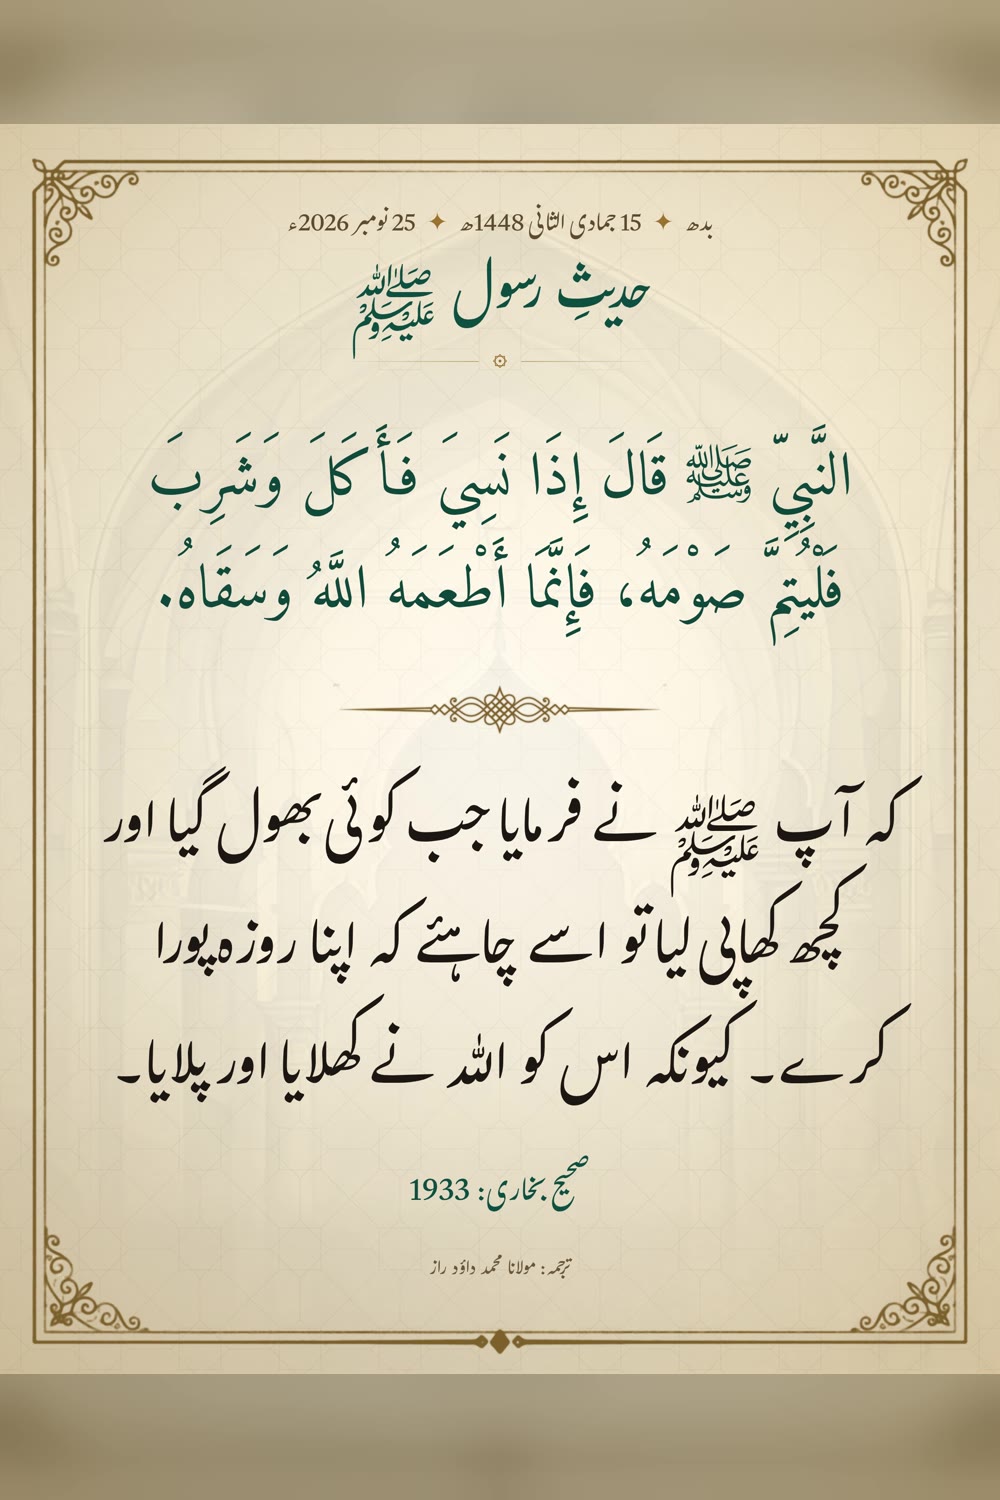 بدھ ✦ 15 جمادی الثانی 1448ھ ✦ 25 نومبر 2026ء
حدیثِ رسول ﷺ
النَّبِيِّ ﷺ قَالَ إِذَا نَسِيَ فَأَكَلَ وَشَرِبَ
فَلْيُتِمَّ صَوْمَهُ، فَإِنَّمَا أَطْعَمَهُ اللَّهُ وَسَقَاهُ.
کہ آپ ﷺ نے فرمایا جب کوئی بھول گیا اور
کچھ کھا پی لیا تو اسے چاہئے کہ اپنا روزہ پورا
کرے۔ کیونکہ اس کو اللہ نے کھلایا اور پلایا۔
صحیح بخاری: 1933
ترجمہ: مولانا محمد داؤد راز